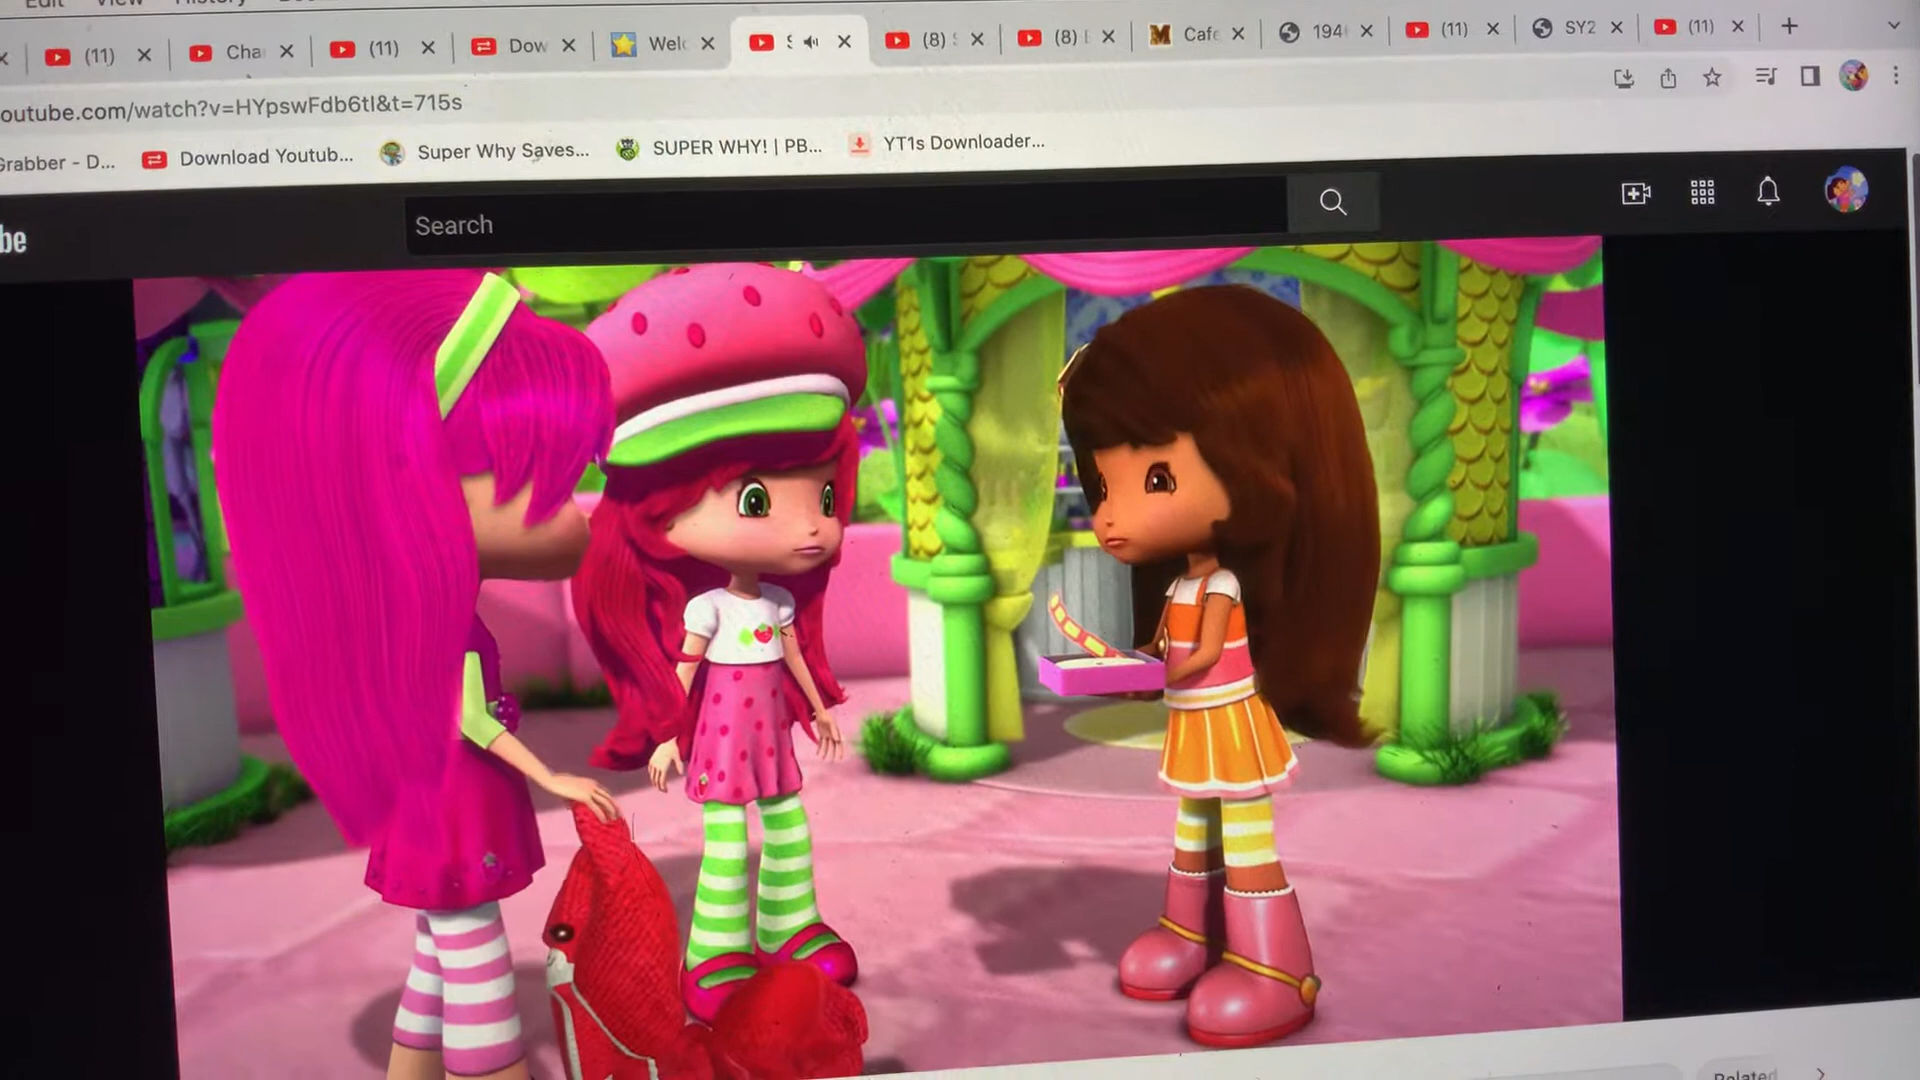 Edit View History
(11) Cha (11) Dow Welc S (8) S (8) E Cafe 194 (11) SY2 (11)
outube.com/watch?v=HYpswFdb6tI&t=715s
Grabber - D... Download Youtub... Super Why Saves... SUPER WHY! | PB... YT1s Downloader...
be Search
Related